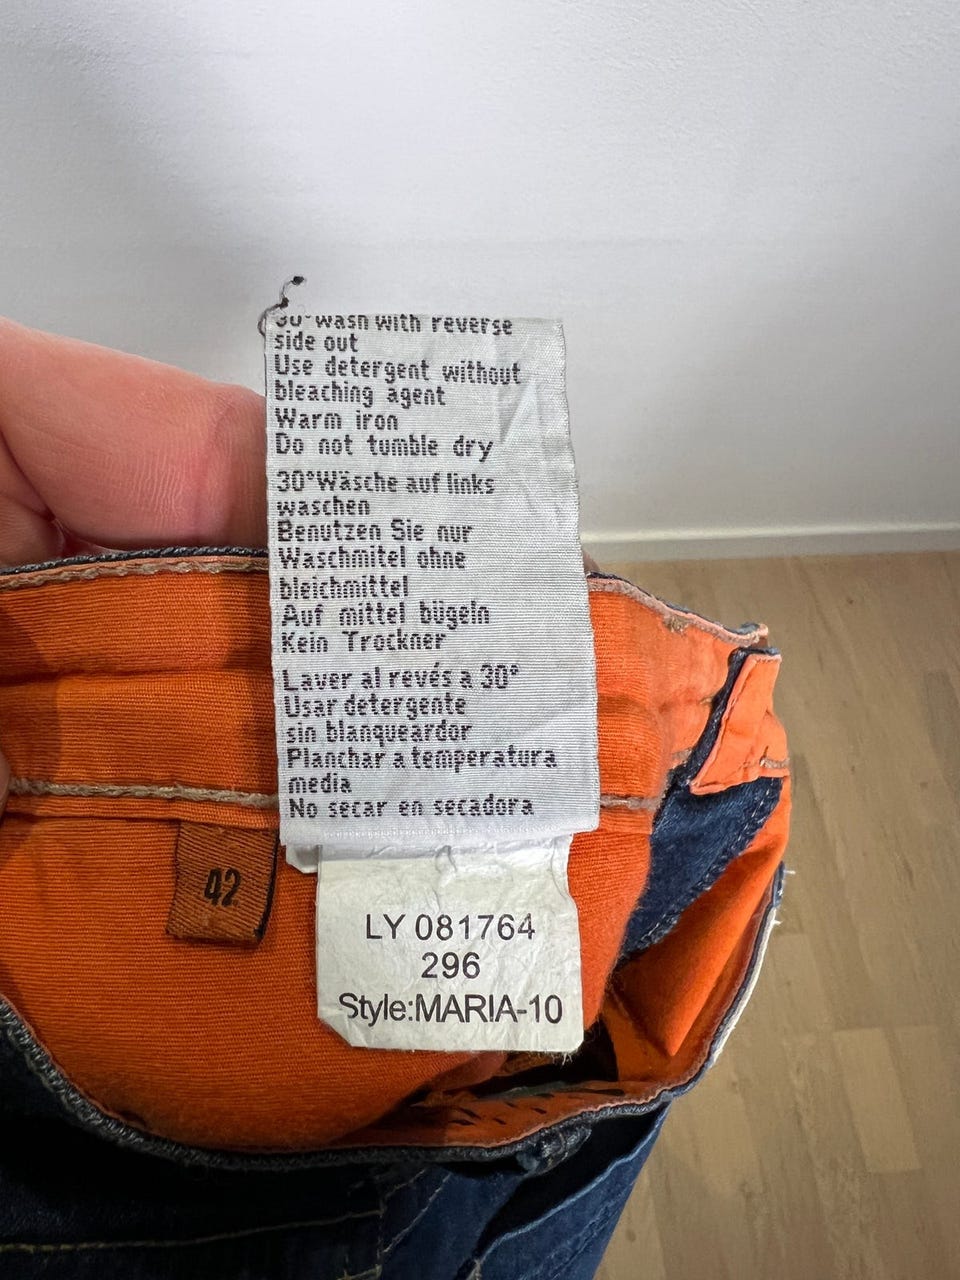 30°wash with reverse
side out
Use detergent without
bleaching agent
Warm iron
Do not tumble dry
30°Wäsche auf links
waschen
Benutzen Sie nur
Waschmitel ohne
bleichmittel
Auf mittel bügeln
Kein Trockner
Laver al revés a 30°
Usar detergente
sin blanqueardor
Planchar a temperatura
media
No secar en secadora
42
LY 081764
296
Style:MARIA-10